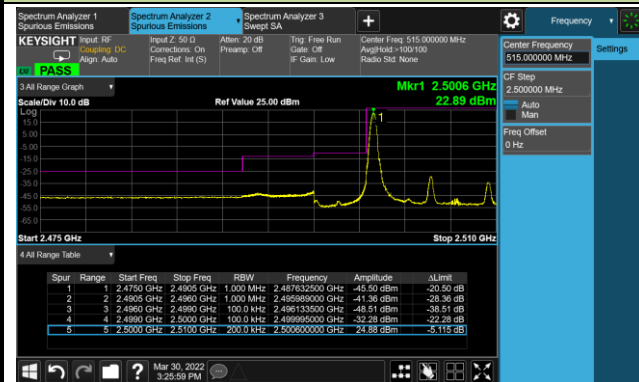 Spectrum Analyzer 1
Spurious Emissions
Spectrum Analyzer 2
Spurious Emissions
Spectrum Analyzer 3
Swept SA
Frequency
KEYSIGHT
Input: RF
Coupling: DC
Align: Auto
Input Z: 50 Ω
Corrections: On
Freq Ref: Int (S)
Atten: 20 dB
Preamp: Off
Trig: Free Run
Gate: Off
IF Gain: Low
Center Freq: 515.000000 MHz
Avg|Hold:>100/100
Radio Std: None
PASS
Center Frequency
515.000000 MHz
Settings
CF Step
2.500000 MHz
Auto
Man
Freq Offset
0 Hz
3 All Range Graph
Mkr1 2.5006 GHz
Scale/Div 10.0 dB
Ref Value 25.00 dBm
22.89 dBm
Log
15.0
5.00
-5.00
-15.0
-25.0
-35.0
-45.0
-55.0
-65.0
1
Start 2.475 GHz
Stop 2.510 GHz
4 All Range Table
Spur Range Start Freq Stop Freq RBW Frequency Amplitude ΔLimit
1 1 2.4750 GHz 2.4905 GHz 1.000 MHz 2.487632500 GHz -45.50 dBm -20.50 dB
2 2 2.4905 GHz 2.4960 GHz 1.000 MHz 2.495989000 GHz -41.36 dBm -28.36 dB
3 3 2.4960 GHz 2.4990 GHz 100.0 kHz 2.496133500 GHz -48.51 dBm -38.51 dB
4 4 2.4990 GHz 2.5000 GHz 100.0 kHz 2.499995000 GHz -32.28 dBm -22.28 dB
5 5 2.5000 GHz 2.5100 GHz 200.0 kHz 2.500600000 GHz 24.88 dBm -5.115 dB
Mar 30, 2022
3:25:59 PM